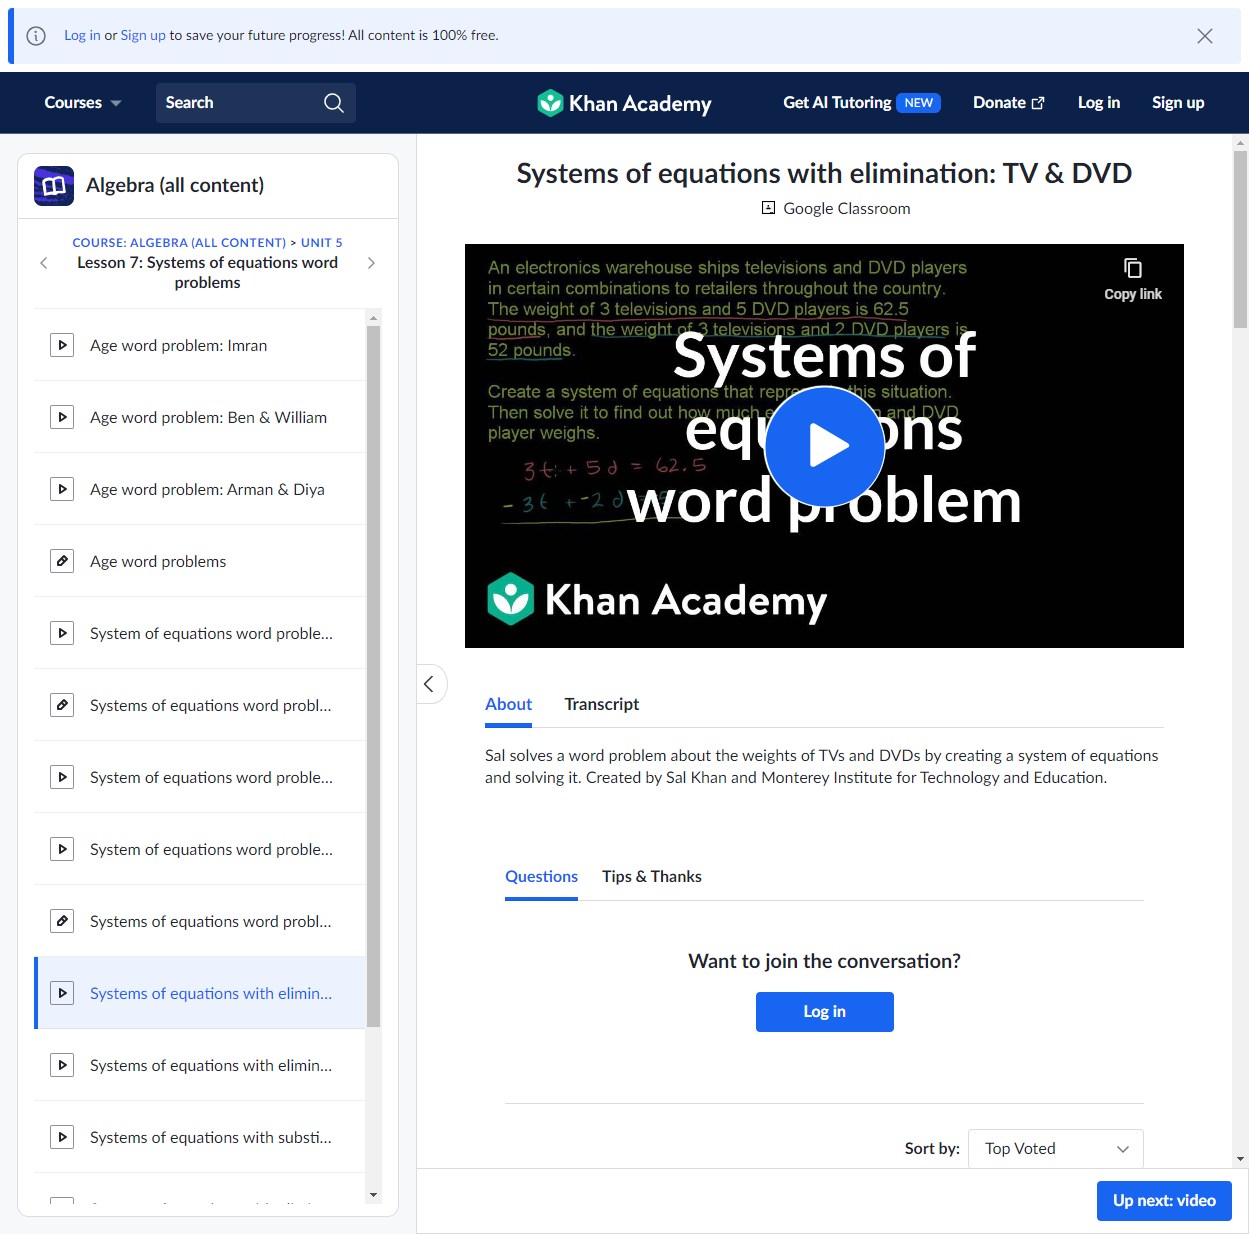 Log in or Sign up to save your future progress! All content is 100% free.
Courses
Search
Khan Academy
Get AI Tutoring NEW
Donate
Log in
Sign up
Algebra (all content)
COURSE: ALGEBRA (ALL CONTENT) > UNIT 5
Lesson 7: Systems of equations word
problems
Age word problem: Imran
Age word problem: Ben & William
Age word problem: Arman & Diya
Age word problems
System of equations word proble...
Systems of equations word probl...
System of equations word proble...
System of equations word proble...
Systems of equations word probl...
Systems of equations with elimin...
Systems of equations with elimin...
Systems of equations with substi...
Systems of equations with elimination: TV & DVD
Google Classroom
An electronics warehouse ships televisions and DVD players
in certain combinations to retailers throughout the country.
The weight of 3 televisions and 5 DVD players is 62.5
pounds, and the weight of 3 televisions and 2 DVD players is
52 pounds.
Create a system of equations that this situation.
Then solve it to find out how much and DVD
player weighs.
3t + 5d = 62.5
-3t + -2d
Copy link
Systems of
equations
word problem
Khan Academy
About
Transcript
Sal solves a word problem about the weights of TVs and DVDs by creating a system of equations
and solving it. Created by Sal Khan and Monterey Institute for Technology and Education.
Questions
Tips & Thanks
Want to join the conversation?
Log in
Sort by:
Top Voted
Up next: video